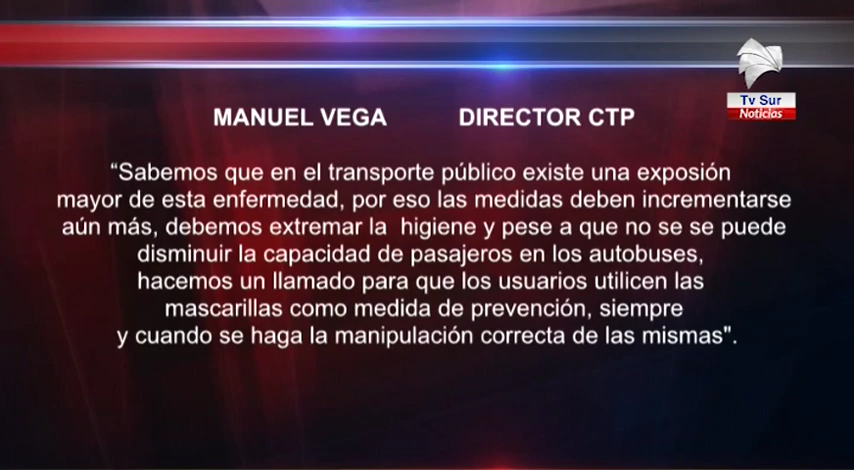 Tv Sur
Noticias
MANUEL VEGA DIRECTOR CTP
“Sabemos que en el transporte público existe una exposión
mayor de esta enfermedad, por eso las medidas deben incrementarse
aún más, debemos extremar la higiene y pese a que no se se puede
disminuir la capacidad de pasajeros en los autobuses,
hacemos un llamado para que los usuarios utilicen las
mascarillas como medida de prevención, siempre
y cuando se haga la manipulación correcta de las mismas".